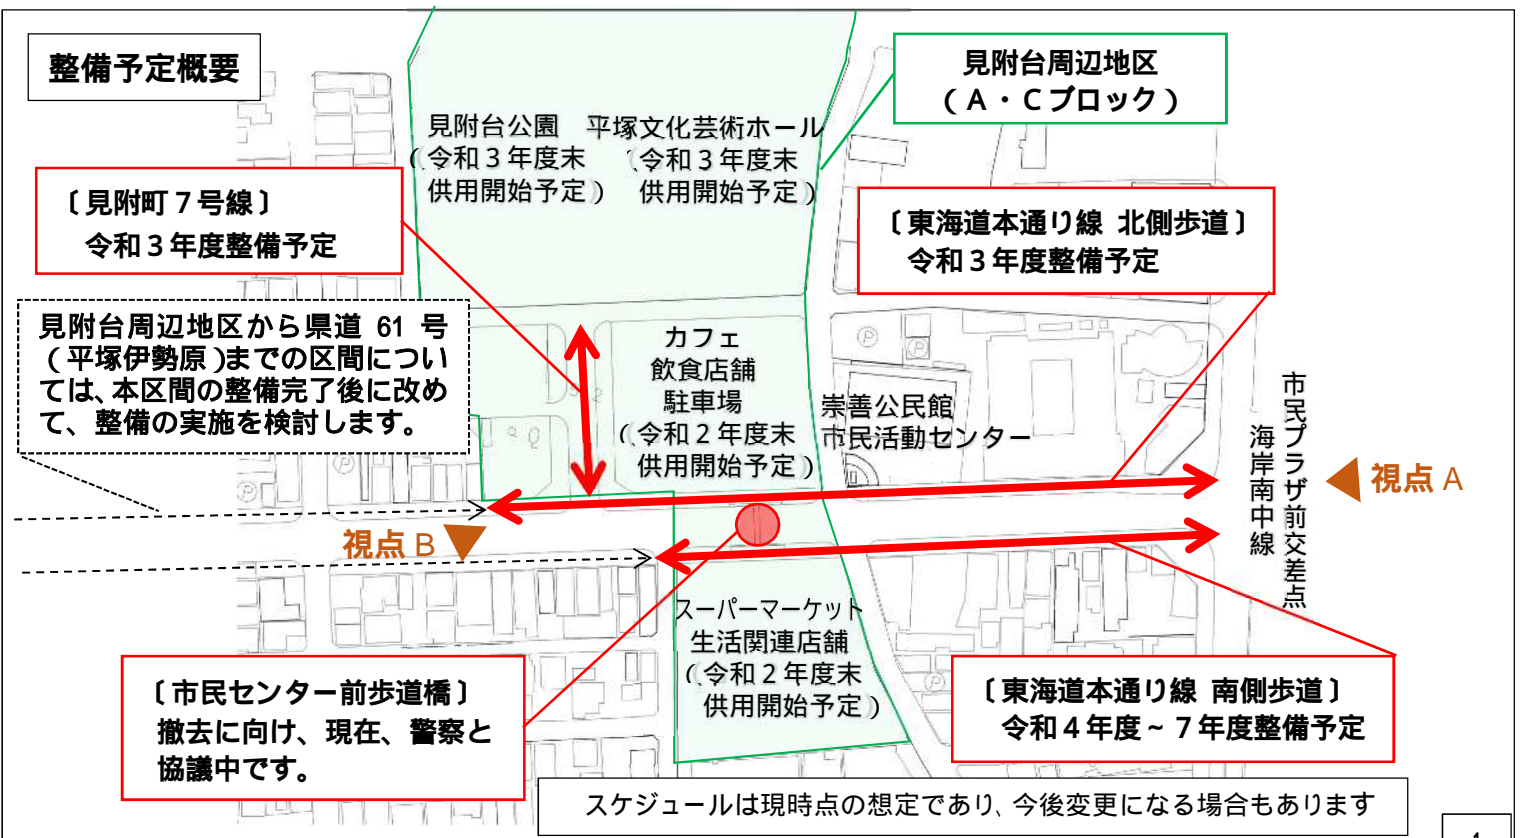 整備予定概要
見附台周辺地区
(A・Cブロック)
見附台公園
(令和3年度末
供用開始予定)
平塚文化芸術ホール
(令和3年度末
供用開始予定)
〔見附町7号線〕
令和3年度整備予定
〔東海道本通り線 北側歩道〕
令和3年度整備予定
見附台周辺地区から県道 61 号
(平塚伊勢原)までの区間につい
ては、本区間の整備完了後に改め
て、整備の実施を検討します。
カフェ
飲食店舗
駐車場
(令和2年度末
供用開始予定)
崇善公民館
市民活動センター
市民プラザ前交差点
海岸南中線
視点 A
視点 B
スーパーマーケット
生活関連店舗
(令和2年度末
供用開始予定)
〔市民センター前歩道橋〕
撤去に向け、現在、警察と
協議中です。
〔東海道本通り線 南側歩道〕
令和4年度~7年度整備予定
スケジュールは現時点の想定であり、今後変更になる場合もあります